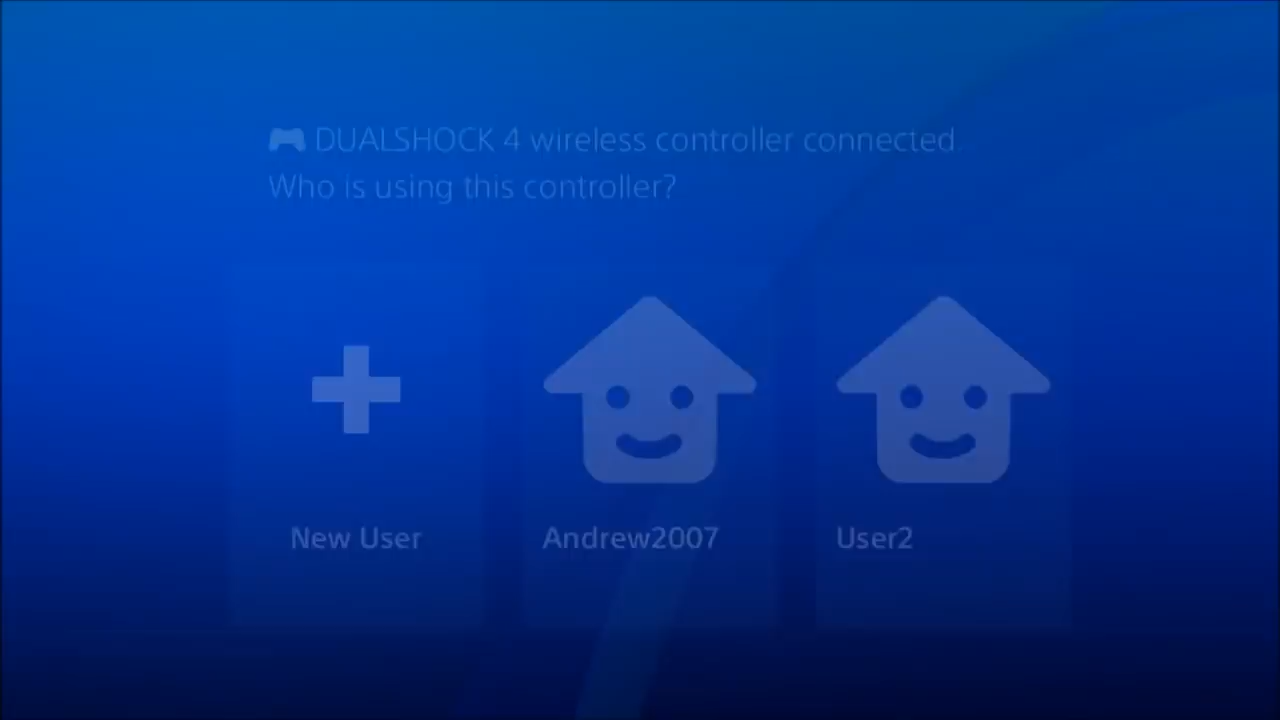 DUALSHOCK 4 wireless controller connected.
Who is using this controller?
New User
Andrew2007
User2